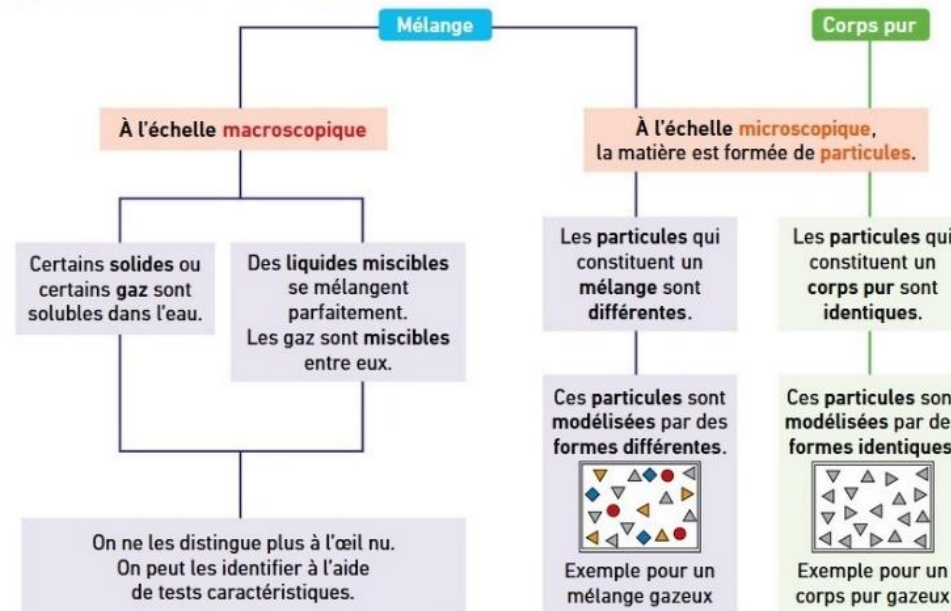 Mélange
Corps pur
À l'échelle macroscopique
À l'échelle microscopique,
la matière est formée de particules.
Certains solides ou
certains gaz sont
solubles dans l'eau.
Des liquides miscibles
se mélangent
parfaitement.
Les gaz sont miscibles
entre eux.
Les particules qui
constituent un
mélange sont
différentes.
Les particules qui
constituent un
corps pur sont
identiques.
On ne les distingue plus à l'œil nu.
On peut les identifier à l'aide
de tests caractéristiques.
Ces particules sont
modélisées par des
formes différentes.
Exemple pour un
mélange gazeux
Ces particules son
modélisées par de
formes identiques
Exemple pour un
corps pur gazeux